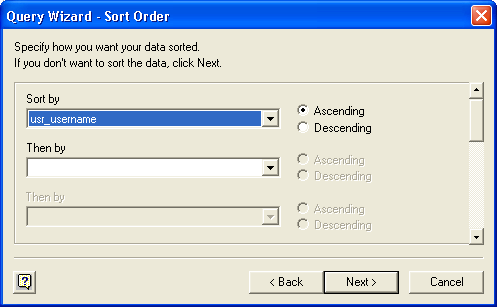 Query Wizard - Sort Order
Specify how you want your data sorted.
If you don't want to sort the data, click Next.
Sort by
usr_username
Ascending
Descending
Then by
Ascending
Descending
Then by
Ascending
Descending
?
< Back
Next >
Cancel